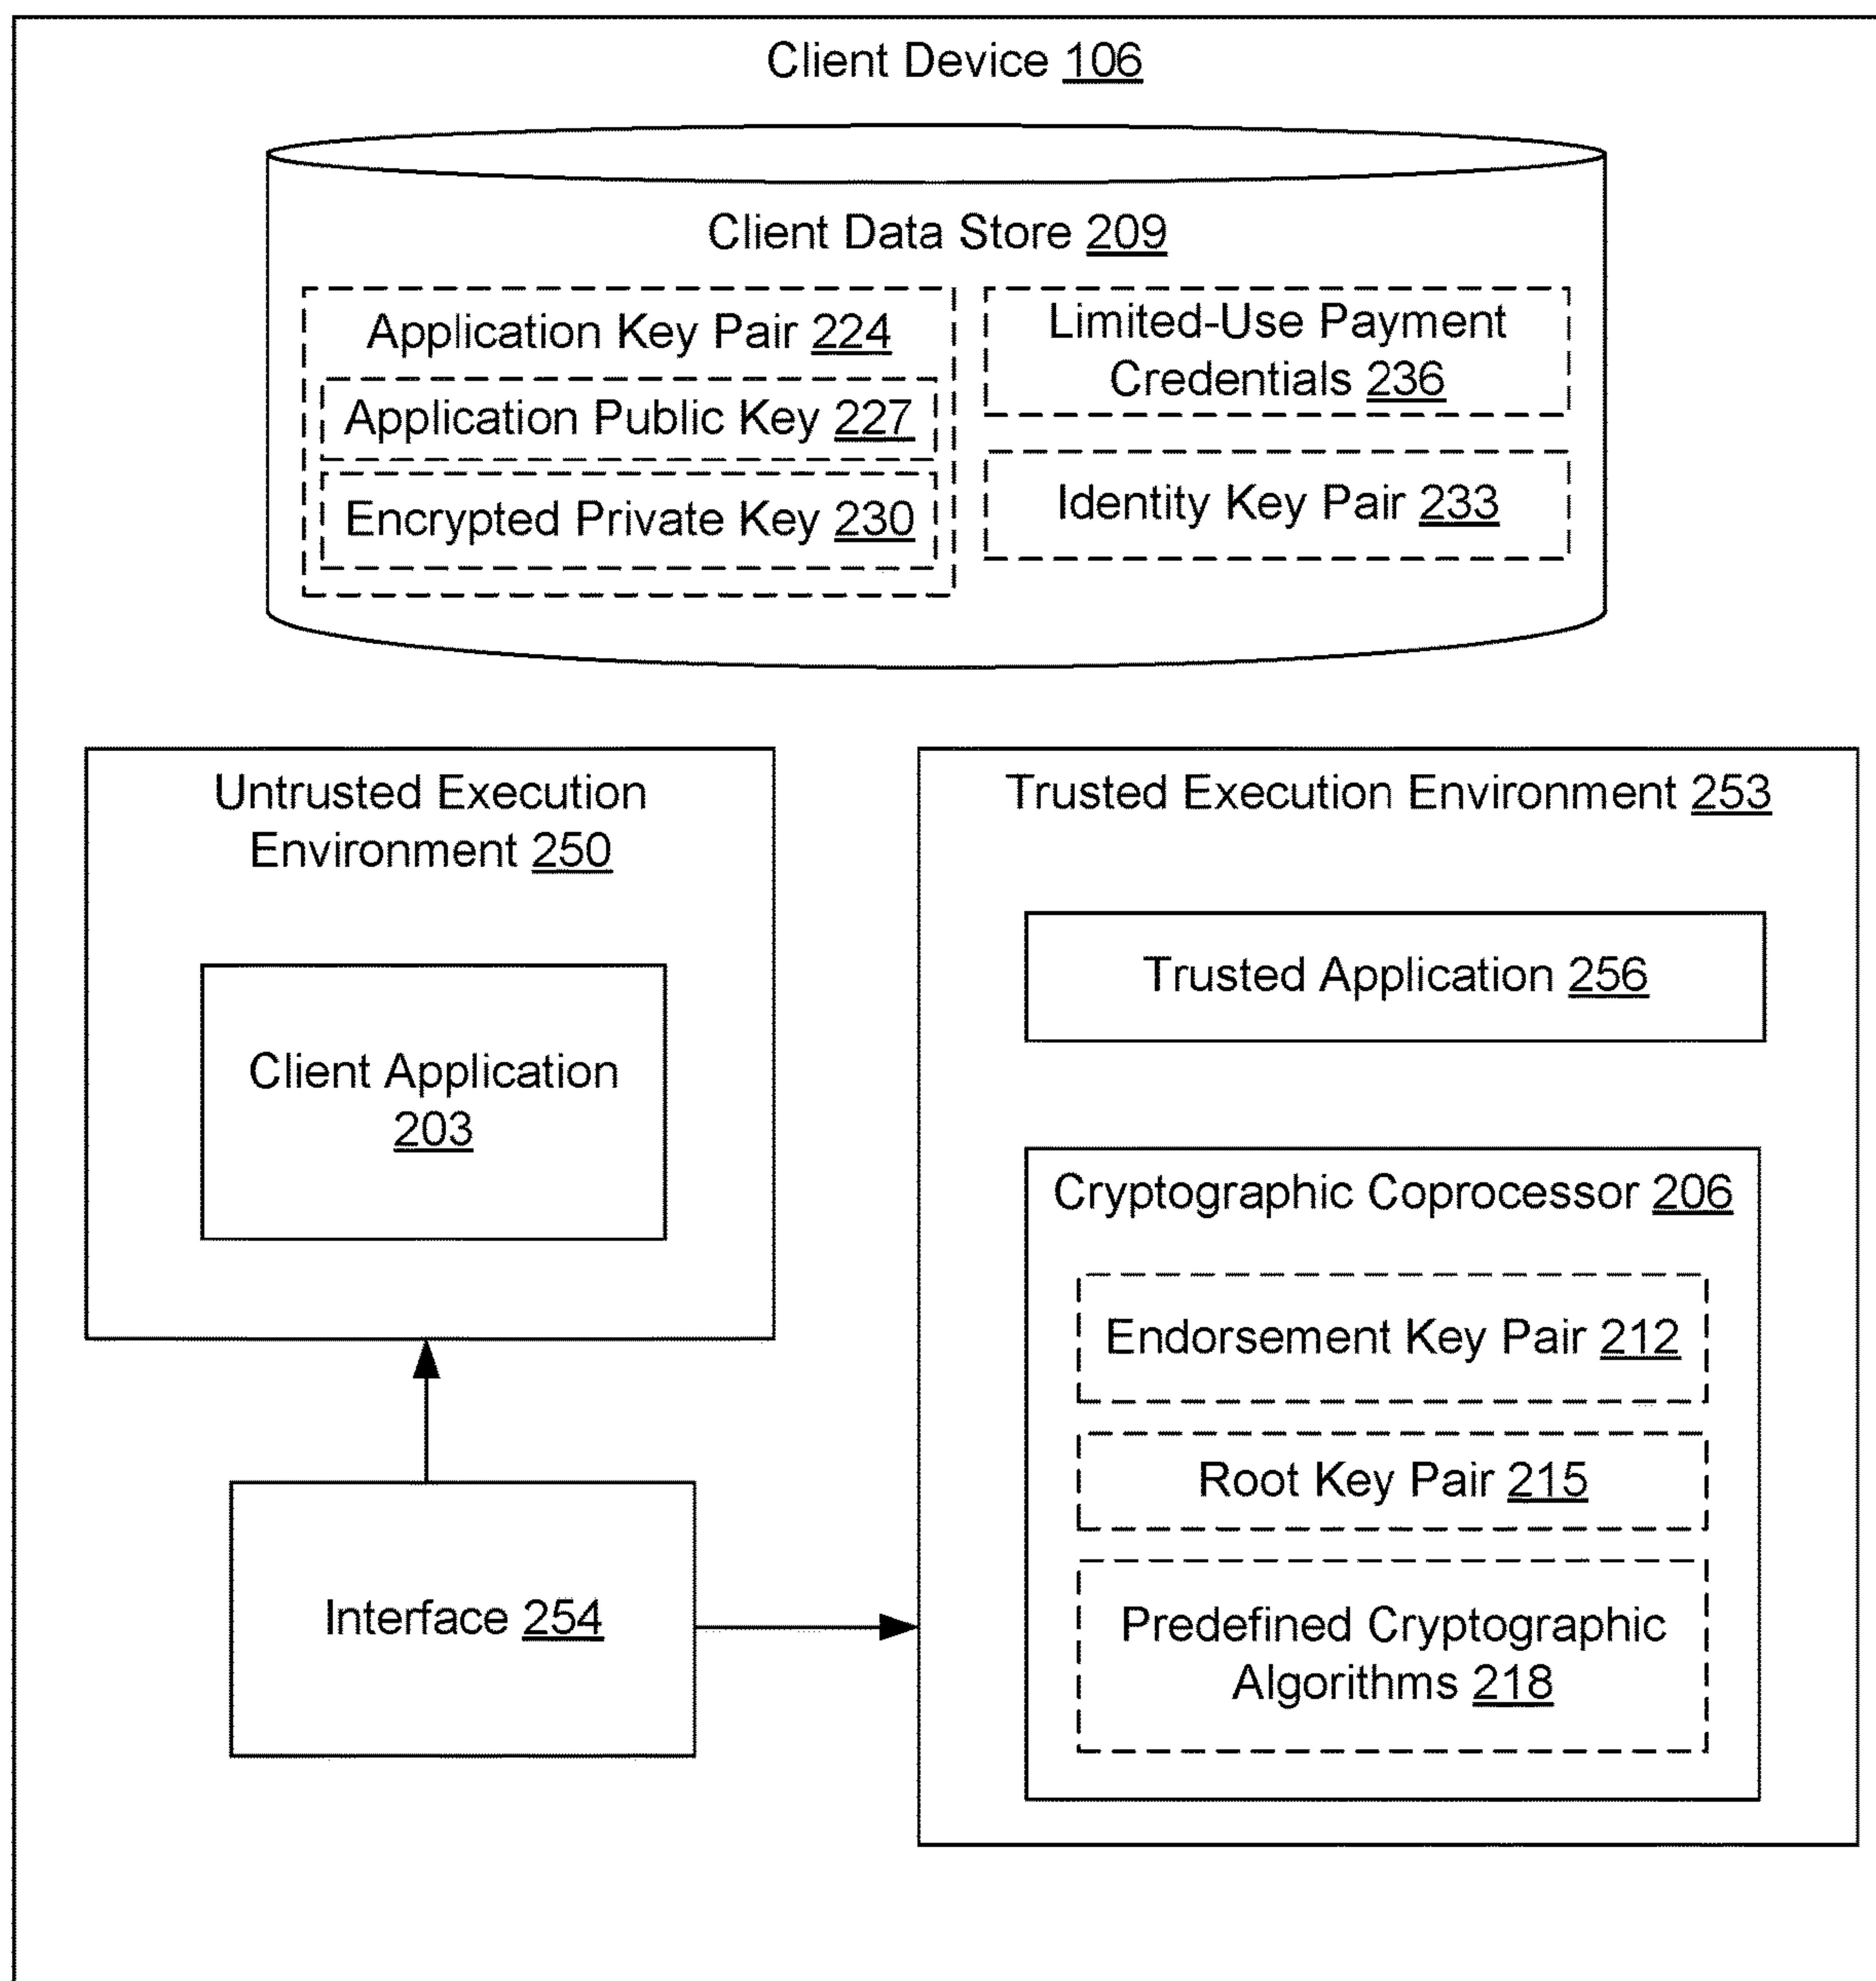 Client Device 106
Client Data Store 209
Application Key Pair 224
Application Public Key 227
Encrypted Private Key 230
Limited-Use Payment
Credentials 236
Identity Key Pair 233
Untrusted Execution
Environment 250
Client Application
203
Interface 254
Trusted Execution Environment 253
Trusted Application 256
Cryptographic Coprocessor 206
Endorsement Key Pair 212
Root Key Pair 215
Predefined Cryptographic
Algorithms 218